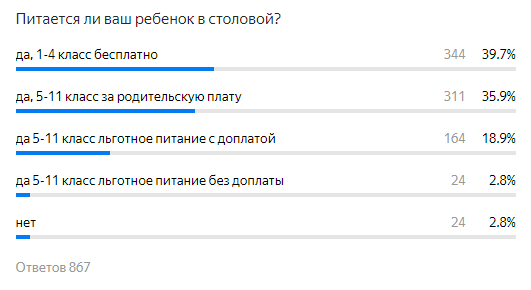 Питается ли ваш ребенок в столовой?
да, 1-4 класс бесплатно 344 39.7%
да, 5-11 класс за родительскую плату 311 35.9%
да 5-11 класс льготное питание с доплатой 164 18.9%
да 5-11 класс льготное питание без доплаты 24 2.8%
нет 24 2.8%
Ответов 867